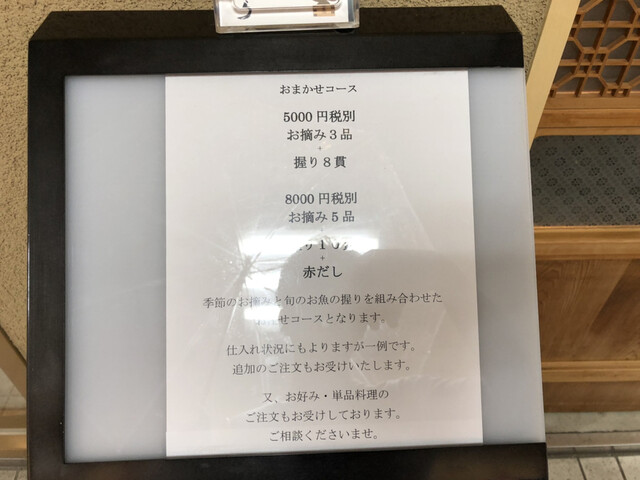 おまかせコース
5000円税別
お摘み３品
+
握り８貫
8000円税別
お摘み５品
り１０
+
赤だし
季節のお摘みと旬のお魚の握りを組み合わせた
おまかせコースとなります。
仕入れ状況にもよりますが一例です。
追加のご注文もお受けいたします。
又、お好み・単品料理の
ご注文もお受けしております。
ご相談くださいませ。